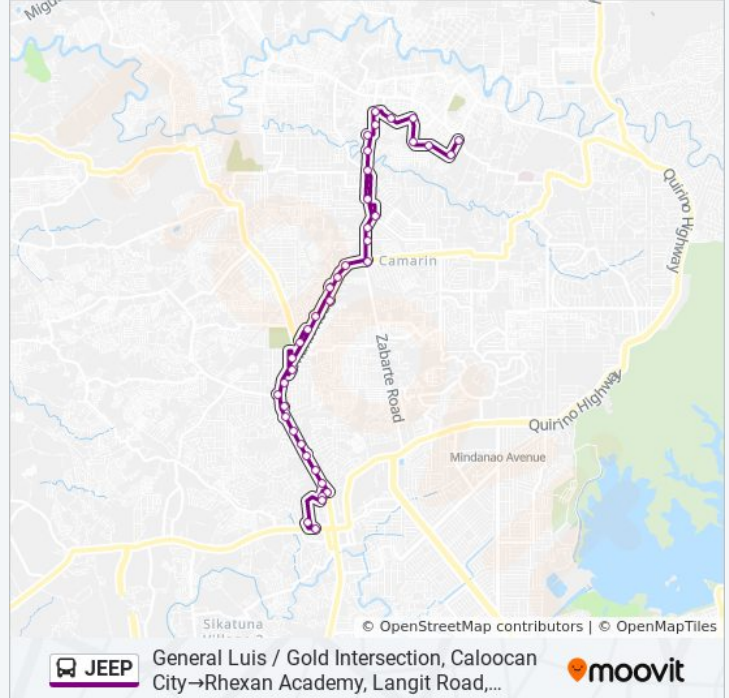 Migu
Quirino Highway
Camarin
Zabarte Road
Quirino Highway
Mindanao Avenue
Sikatuna
Village 2
© OpenStreetMap contributors | © OpenMapTiles
JEEP
General Luis / Gold Intersection, Caloocan
City→Rhexan Academy, Langit Road,...
moovit